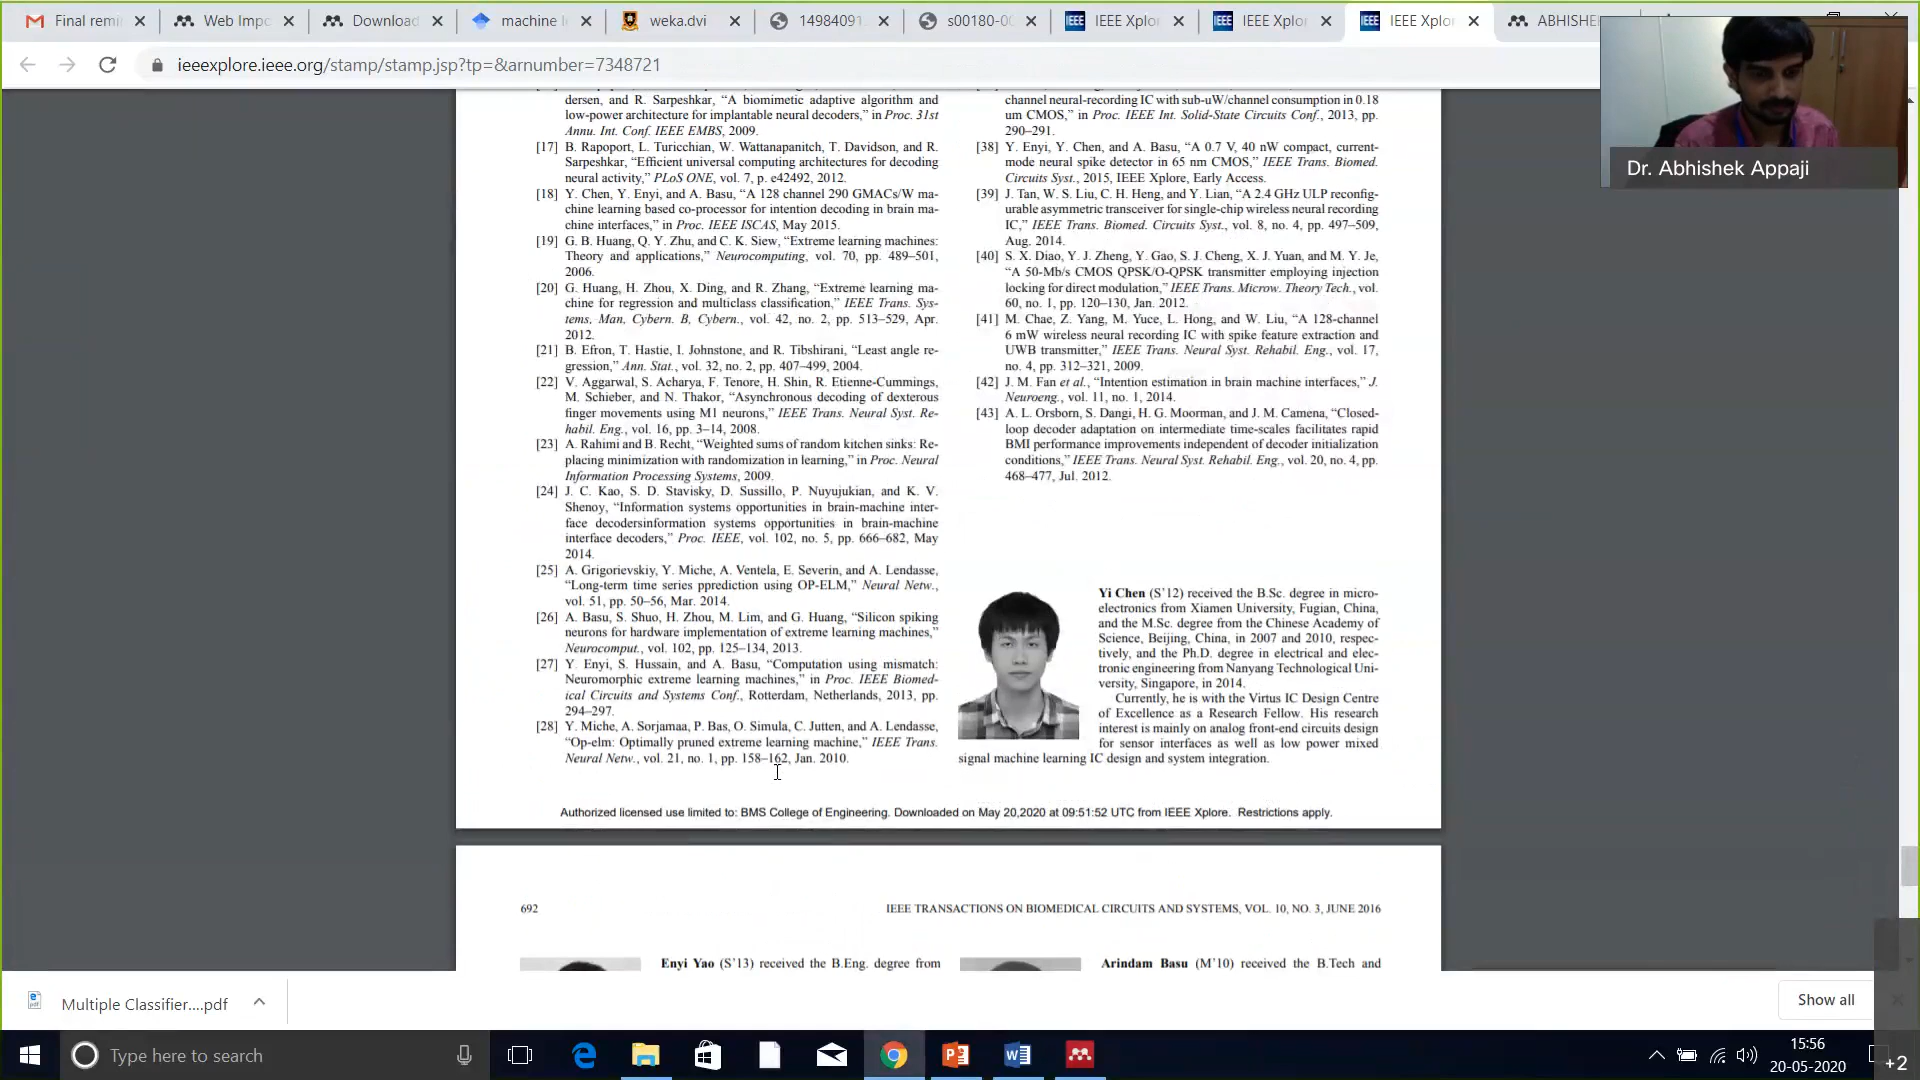 Final remi
Web Impo
Download
machine l
weka.dvi
14984091
s00180-00
IEEE Xplo
IEEE Xplo
IEEE Xplo
ABHISHE
ieeexplore.ieee.org/stamp/stamp.jsp?tp=&arnumber=7348721
Dr. Abhishek Appaji
dersen, and R. Sarpeshkar, “A biomimetic adaptive algorithm and
low-power architecture for implantable neural decoders,” in Proc. 31st
Annu. Int. Conf. IEEE EMBS, 2009.
[17] B. Rapoport, L. Turicchian, W. Wattanapanitch, T. Davidson, and R.
Sarpeshkar, “Efficient universal computing architectures for decoding
neural activity,” PLoS ONE, vol. 7, p. e42492, 2012.
[18] Y. Chen, Y. Enyi, and A. Basu, “A 128 channel 290 GMACs/W ma-
chine learning based co-processor for intention decoding in brain ma-
chine interfaces,” in Proc. IEEE ISCAS, May 2015.
[19] G. B. Huang, Q. Y. Zhu, and C. K. Siew, “Extreme learning machines:
Theory and applications,” Neurocomputing, vol. 70, pp. 489–501,
2006.
[20] G. Huang, H. Zhou, X. Ding, and R. Zhang, “Extreme learning ma-
chine for regression and multiclass classification,” IEEE Trans. Sys-
tems, Man, Cybern. B, Cybern., vol. 42, no. 2, pp. 513–529, Apr.
2012.
[21] B. Efron, T. Hastie, I. Johnstone, and R. Tibshirani, “Least angle re-
gression,” Ann. Stat., vol. 32, no. 2, pp. 407–499, 2004.
[22] V. Aggarwal, S. Acharya, F. Tenore, H. Shin, R. Etienne-Cummings,
M. Schieber, and N. Thakor, “Asynchronous decoding of dexterous
finger movements using M1 neurons,” IEEE Trans. Neural Syst. Re-
habil. Eng., vol. 16, pp. 3–14, 2008.
[23] A. Rahimi and B. Recht, “Weighted sums of random kitchen sinks: Re-
placing minimization with randomization in learning,” in Proc. Neural
Information Processing Systems, 2009.
[24] J. C. Kao, S. D. Stavisky, D. Sussillo, P. Nuyujukian, and K. V.
Shenoy, “Information systems opportunities in brain-machine inter-
face decodersinformation systems opportunities in brain-machine
interface decoders,” Proc. IEEE, vol. 102, no. 5, pp. 666–682, May
2014.
[25] A. Grigorievskiy, Y. Miche, A. Ventela, E. Severin, and A. Lendasse,
“Long-term time series pprediction using OP-ELM,” Neural Netw.,
vol. 51, pp. 50–56, Mar. 2014.
[26] A. Basu, S. Shuo, H. Zhou, M. Lim, and G. Huang, “Silicon spiking
neurons for hardware implementation of extreme learning machines,”
Neurocomput., vol. 102, pp. 125–134, 2013.
[27] Y. Enyi, S. Hussain, and A. Basu, “Computation using mismatch:
Neuromorphic extreme learning machines,” in Proc. IEEE Biomed-
ical Circuits and Systems Conf., Rotterdam, Netherlands, 2013, pp.
294–297.
[28] Y. Miche, A. Sorjamaa, P. Bas, O. Simula, C. Jutten, and A. Lendasse,
“Op-elm: Optimally pruned extreme learning machine,” IEEE Trans.
Neural Netw., vol. 21, no. 1, pp. 158–162, Jan. 2010.
channel neural-recording IC with sub-uW/channel consumption in 0.18
um CMOS,” in Proc. IEEE Int. Solid-State Circuits Conf., 2013, pp.
290–291.
[38] Y. Enyi, Y. Chen, and A. Basu, “A 0.7 V, 40 nW compact, current-
mode neural spike detector in 65 nm CMOS,” IEEE Trans. Biomed.
Circuits Syst., 2015, IEEE Xplore, Early Access.
[39] J. Tan, W. S. Liu, C. H. Heng, and Y. Lian, “A 2.4 GHz ULP reconfig-
urable asymmetric transceiver for single-chip wireless neural recording
IC,” IEEE Trans. Biomed. Circuits Syst., vol. 8, no. 4, pp. 497–509,
Aug. 2014.
[40] S. X. Diao, Y. J. Zheng, Y. Gao, S. J. Cheng, X. J. Yuan, and M. Y. Je,
“A 50-Mb/s CMOS QPSK/O-QPSK transmitter employing injection
locking for direct modulation,” IEEE Trans. Microw. Theory Tech., vol.
60, no. 1, pp. 120–130, Jan. 2012.
[41] M. Chae, Z. Yang, M. Yuce, L. Hong, and W. Liu, “A 128-channel
6 mW wireless neural recording IC with spike feature extraction and
UWB transmitter,” IEEE Trans. Neural Syst. Rehabil. Eng., vol. 17,
no. 4, pp. 312–321, 2009.
[42] J. M. Fan et al., “Intention estimation in brain machine interfaces,” J.
Neuroeng., vol. 11, no. 1, 2014.
[43] A. L. Orsborn, S. Dangi, H. G. Moorman, and J. M. Camena, “Closed-
loop decoder adaptation on intermediate time-scales facilitates rapid
BMI performance improvements independent of decoder initialization
conditions,” IEEE Trans. Neural Syst. Rehabil. Eng., vol. 20, no. 4, pp.
468–477, Jul. 2012.
Yi Chen (S’12) received the B.Sc. degree in micro-
electronics from Xiamen University, Fugian, China,
and the M.Sc. degree from the Chinese Academy of
Science, Beijing, China, in 2007 and 2010, respec-
tively, and the Ph.D. degree in electrical and elec-
tronic engineering from Nanyang Technological Uni-
versity, Singapore, in 2014.
Currently, he is with the Virtus IC Design Centre
of Excellence as a Research Fellow. His research
interest is mainly on analog front-end circuits design
for sensor interfaces as well as low power mixed
signal machine learning IC design and system integration.
Authorized licensed use limited to: BMS College of Engineering. Downloaded on May 20,2020 at 09:51:52 UTC from IEEE Xplore. Restrictions apply.
692
IEEE TRANSACTIONS ON BIOMEDICAL CIRCUITS AND SYSTEMS, VOL. 10, NO. 3, JUNE 2016
Enyi Yao (S’13) received the B.Eng. degree from
Arindam Basu (M’10) received the B.Tech and
Multiple Classifier....pdf
Show all
Type here to search
15:56
20-05-2020
+2